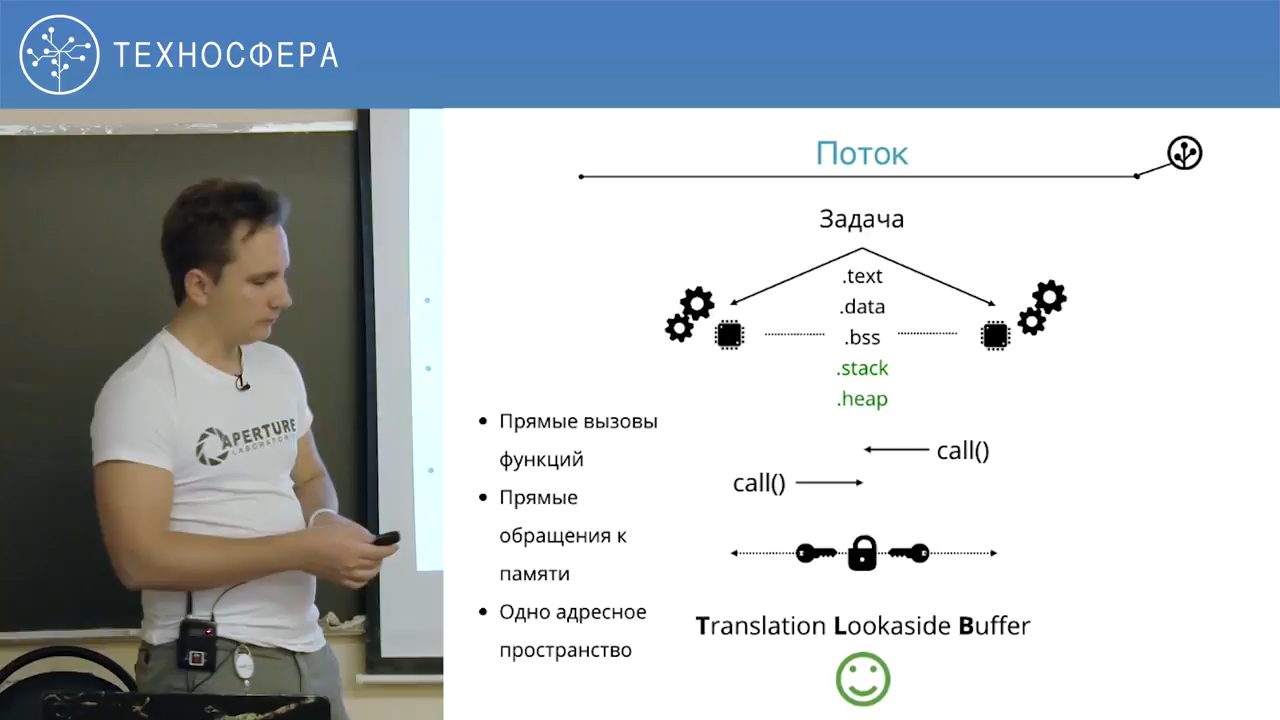 ТЕХНОСФЕРА
Поток
Задача
.text
.data
.bss
.stack
.heap
APERTURE
LABORATORIES
call()
call()
Translation Lookaside Buffer
• Прямые вызовы
функций
• Прямые
обращения к
памяти
• Одно адресное
пространство